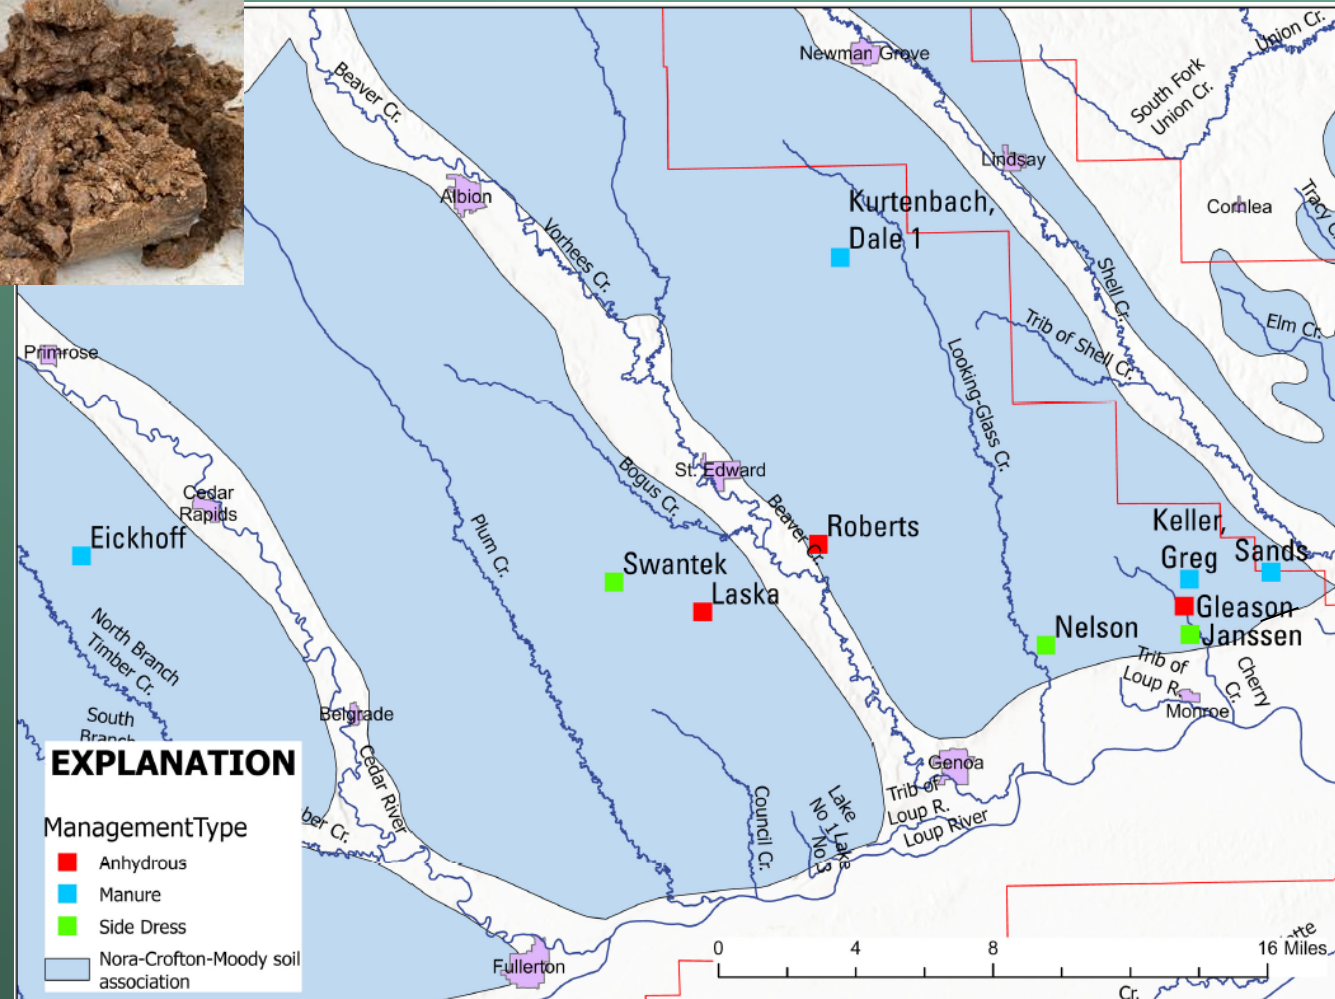 Newman Grove
Union Cr.
South Fork
Union Cr.
Beaver Cr.
Lindsay
Albion
Kurtenbach,
Dale 1
Cornlea
Vorhees Cr.
Shell Cr.
Trib of Shell Cr.
Elm Cr.
Primrose
Looking-Glass Cr.
St. Edward
Bogus Cr.
Cedar
Rapids
Plum Cr.
Beaver Cr.
Roberts
Keller,
Greg
Sands
Eickhoff
Swantek
Laska
Gleason
Nelson
Janssen
North Branch
Timber Cr.
Trib of
Loup R.
Cherry
Cr.
Monroe
South
Branch
Belgrade
Cedar River
Genoa
Trib of
Loup R.
Loup River
Council Cr.
Lake
No 1
Lake
No 3
ber Cr.
Fullerton
EXPLANATION
ManagementType
Anhydrous
Manure
Side Dress
Nora-Crofton-Moody soil
association
0 4 8 16 Miles
Cr.